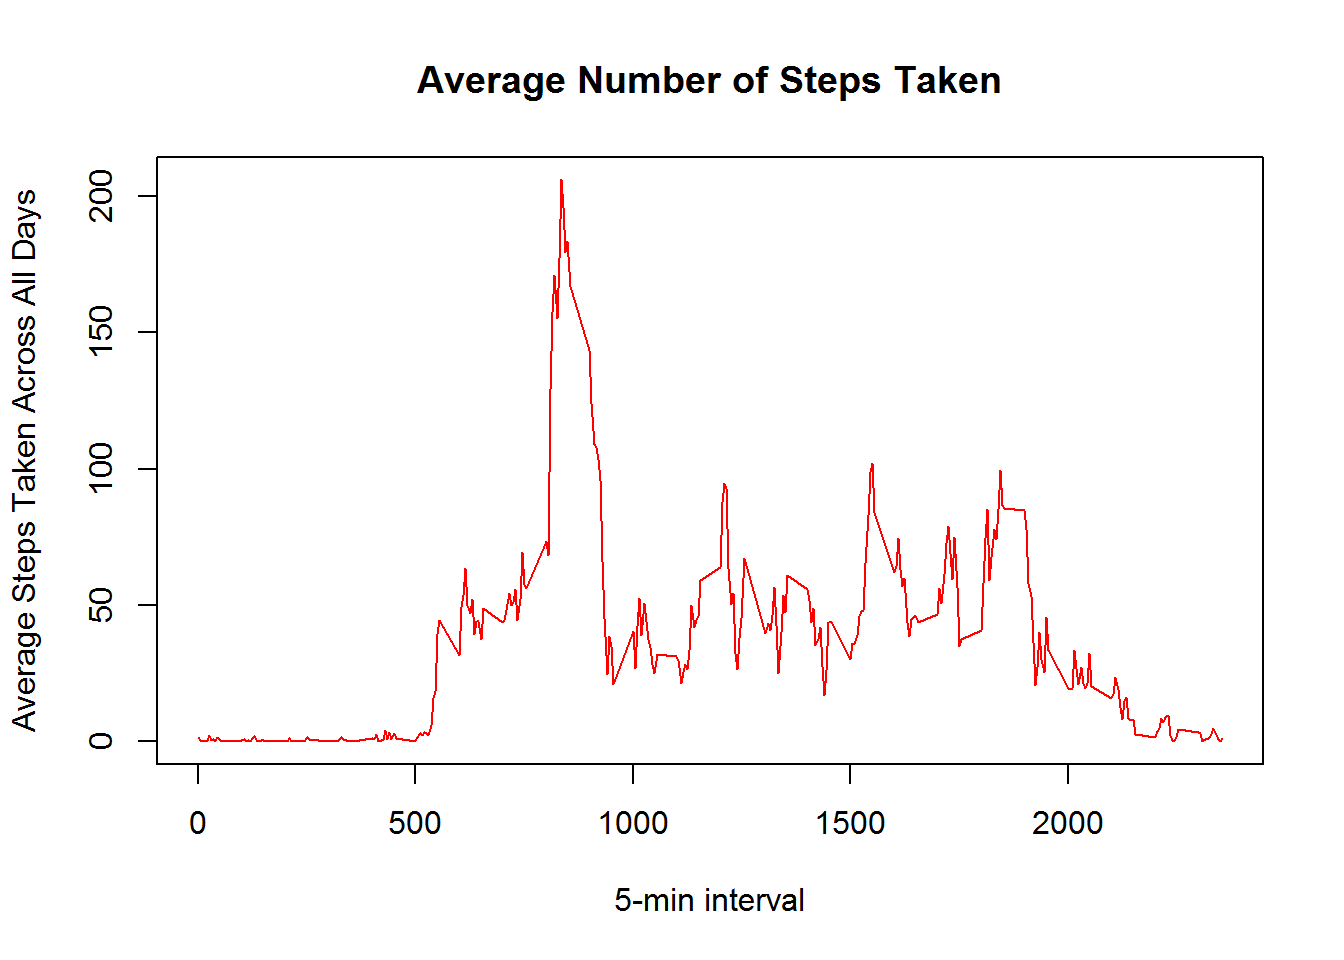 Average Number of Steps Taken
Average Steps Taken Across All Days
200
150
100
50
0
0 500 1000 1500 2000
5-min interval